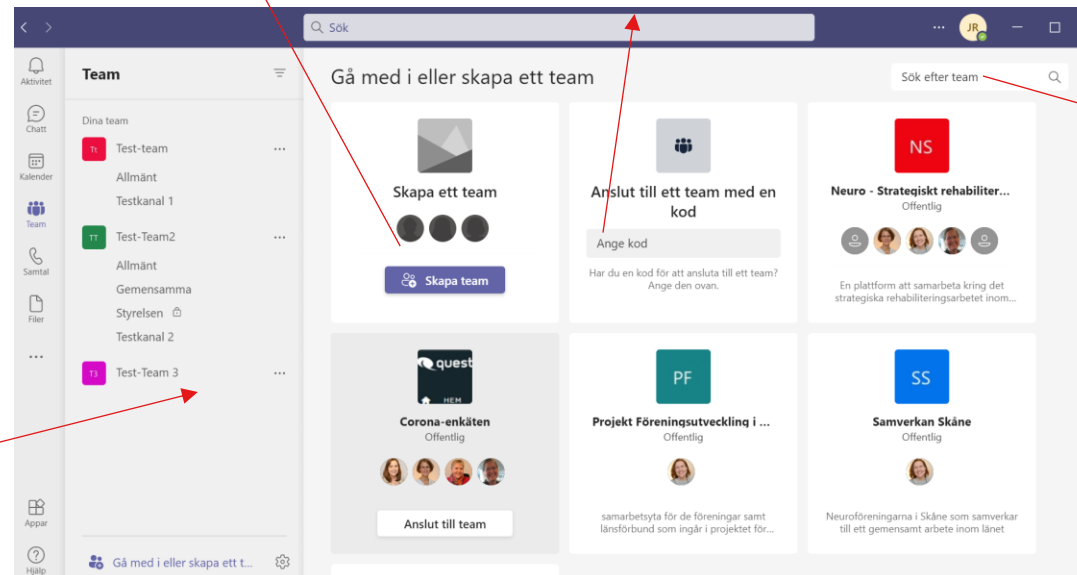 Sök
JR
Aktivitet
Chatt
Kalender
Team
Samtal
Filer
Appar
Hjälp
Team
Dina team
Tt Test-team
Allmänt
Testkanal 1
TT Test-Team2
Allmänt
Gemensamma
Styrelsen
Testkanal 2
T3 Test-Team 3
Gå med i eller skapa ett t...
Gå med i eller skapa ett team
Sök efter team
Skapa ett team
Skapa team
Anslut till ett team med en
kod
Ange kod
Har du en kod för att ansluta till ett team?
Ange den ovan.
NS
Neuro - Strategiskt rehabiliter...
Offentlig
En plattform att samarbeta kring det
strategiska rehabiliteringsarbetet inom...
quest
HEM
Corona-enkäten
Offentlig
Anslut till team
PF
Projekt Föreningsutveckling i ...
Offentlig
samarbetsyta för de föreningar samt
länsförbund som ingår i projektet för...
SS
Samverkan Skåne
Offentlig
Neuroföreningarna i Skåne som samverkar
till ett gemensamt arbete inom länet